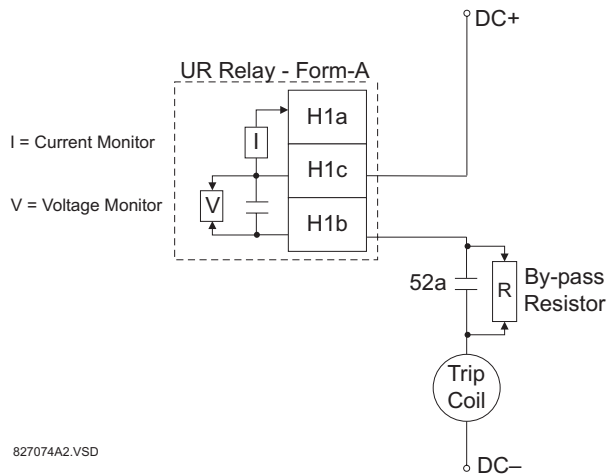 DC+
UR Relay - Form-A
H1a
I = Current Monitor
I
H1c
V = Voltage Monitor
V
H1b
52a
R
By-pass
Resistor
Trip
Coil
827074A2.VSD
DC–